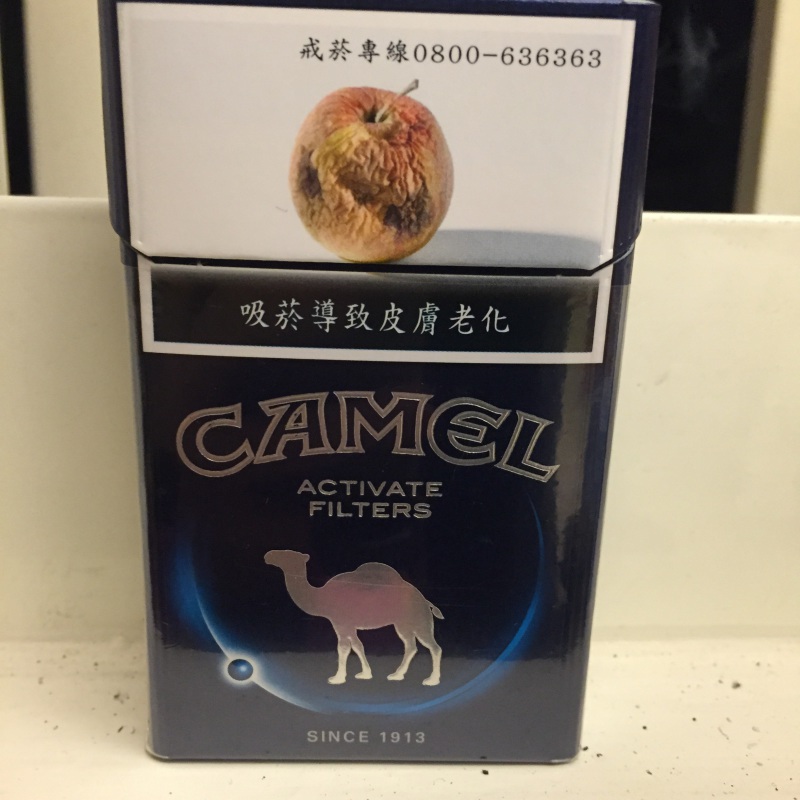 戒菸專線0800-636363
吸菸導致皮膚老化
CAMEL
ACTIVATE
FILTERS
SINCE 1913